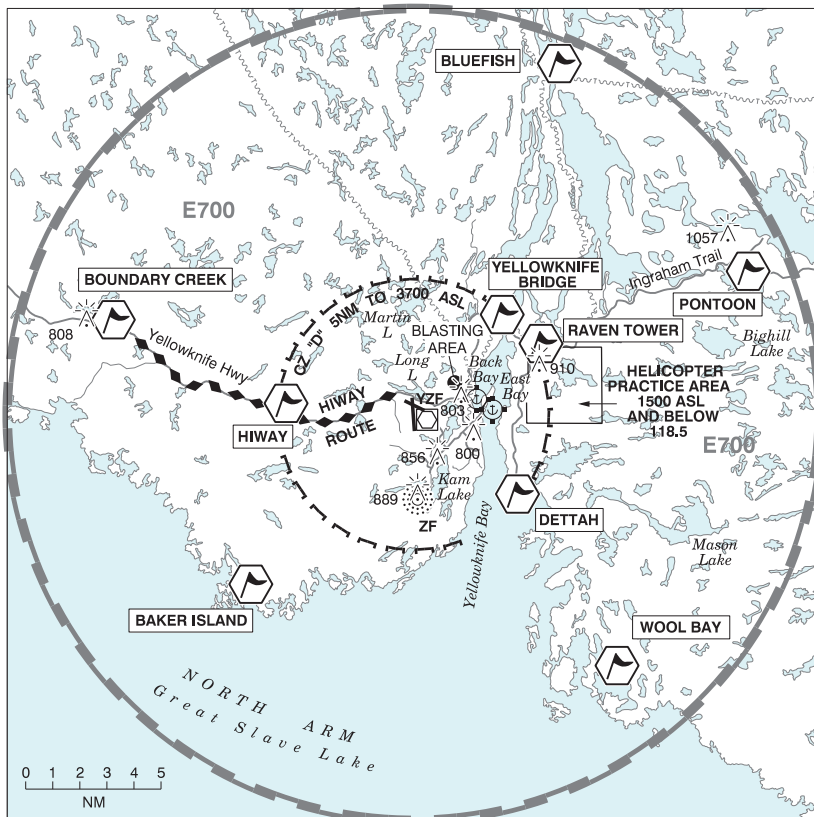 BLUEFISH
E700
1057
Ingraham Trail
BOUNDARY CREEK
YELLOWKNIFE
BRIDGE
PONTOON
808
CZ "D" 5NM TO 3700 ASL
Martin
L
BLASTING
AREA
RAVEN TOWER
Bighill
Lake
Yellowknife Hwy
Long
L
Back
Bay
East
Bay
910
HELICOPTER
PRACTICE AREA
1500 ASL
AND BELOW
118.5
HIWAY
HIWAY
ROUTE
YZF
803
E700
856
800
Kam
Lake
889
ZF
Yellowknife Bay
DETTAH
Mason
Lake
BAKER ISLAND
WOOL BAY
NORTH ARM
Great Slave Lake
0 1 2 3 4 5
NM